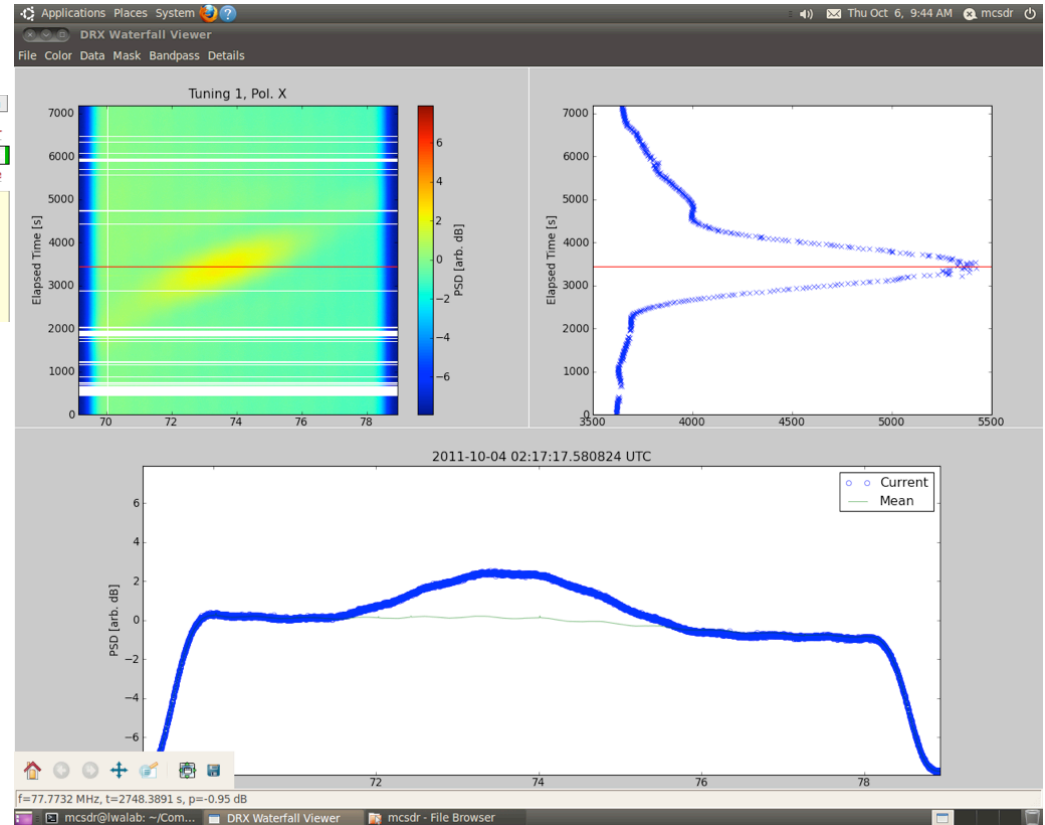 Applications Places System
Thu Oct 6, 9:44 AM mcsdr
DRX Waterfall Viewer
File Color Data Mask Bandpass Details
Tuning 1, Pol. X
7000
6000
5000
4000
3000
2000
1000
0
Elapsed Time [s]
70 72 74 76 78
6
4
2
0
−2
−4
−6
PSD [arb. dB]
7000
6000
5000
4000
3000
2000
1000
0
Elapsed Time [s]
3500 4000 4500 5000 5500
2011-10-04 02:17:17.580824 UTC
Current
Mean
6
4
2
0
−2
−4
−6
PSD [arb. dB]
72 74 76 78
f=77.7732 MHz, t=2748.3891 s, p=-0.95 dB
mcsdr@lwalab: ~/Com... DRX Waterfall Viewer mcsdr - File Browser